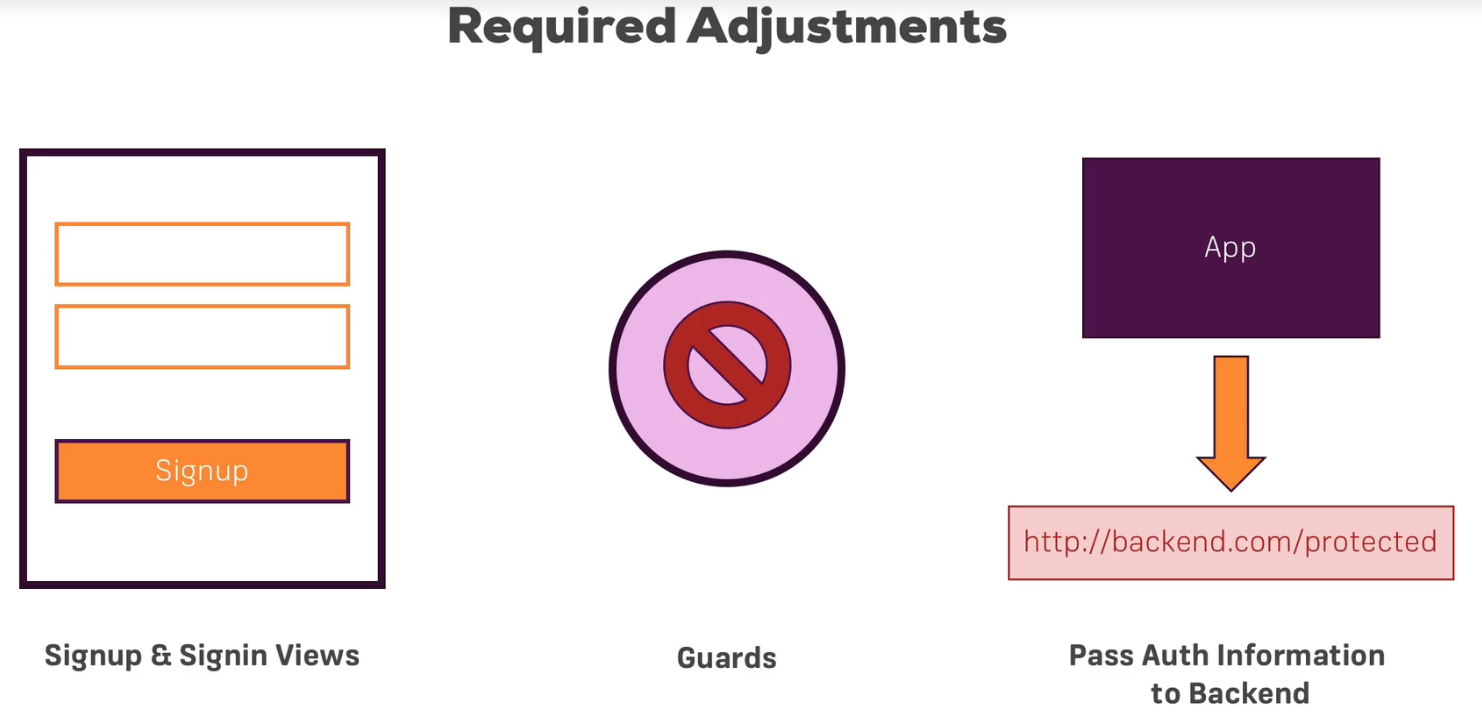 Required Adjustments
Signup
App
http://backend.com/protected
Signup & Signin Views
Guards
Pass Auth Information
to Backend